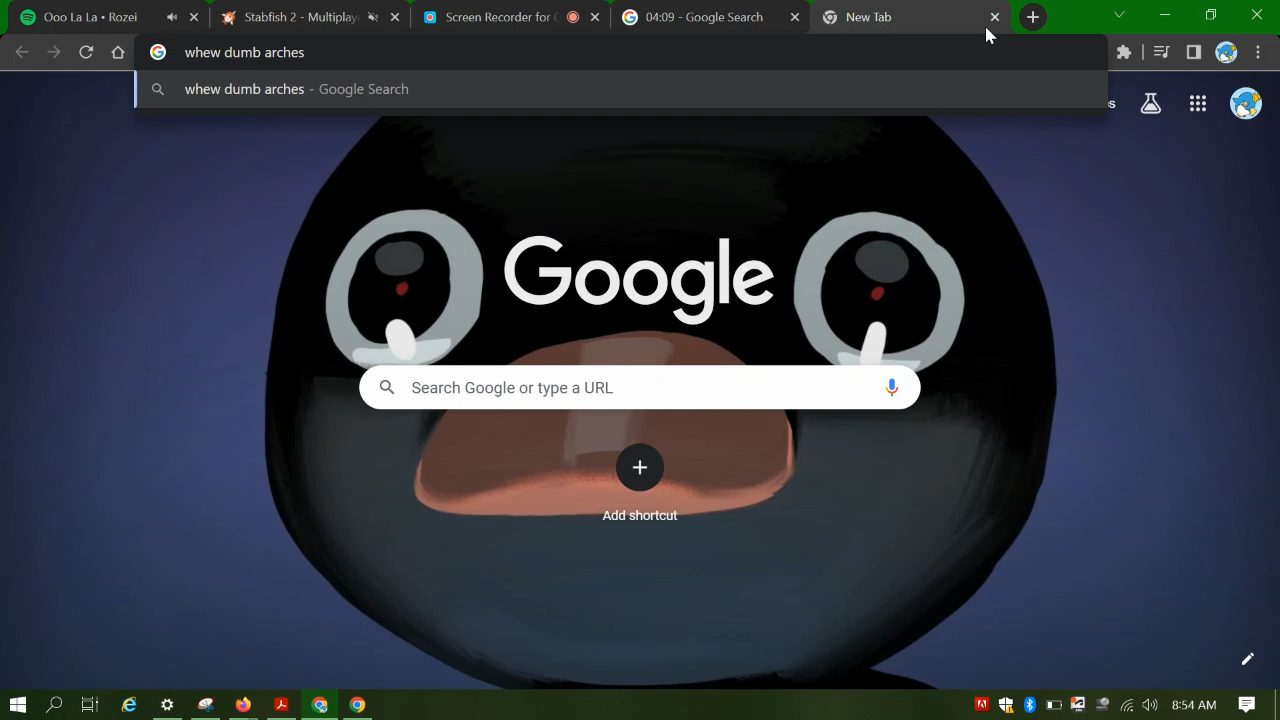 Ooo La La • Rozei
Stabfish 2 - Multiplay
Screen Recorder for
04:09 - Google Search
New Tab
whew dumb arches
whew dumb arches - Google Search
Google
Search Google or type a URL
Add shortcut
8:54 AM